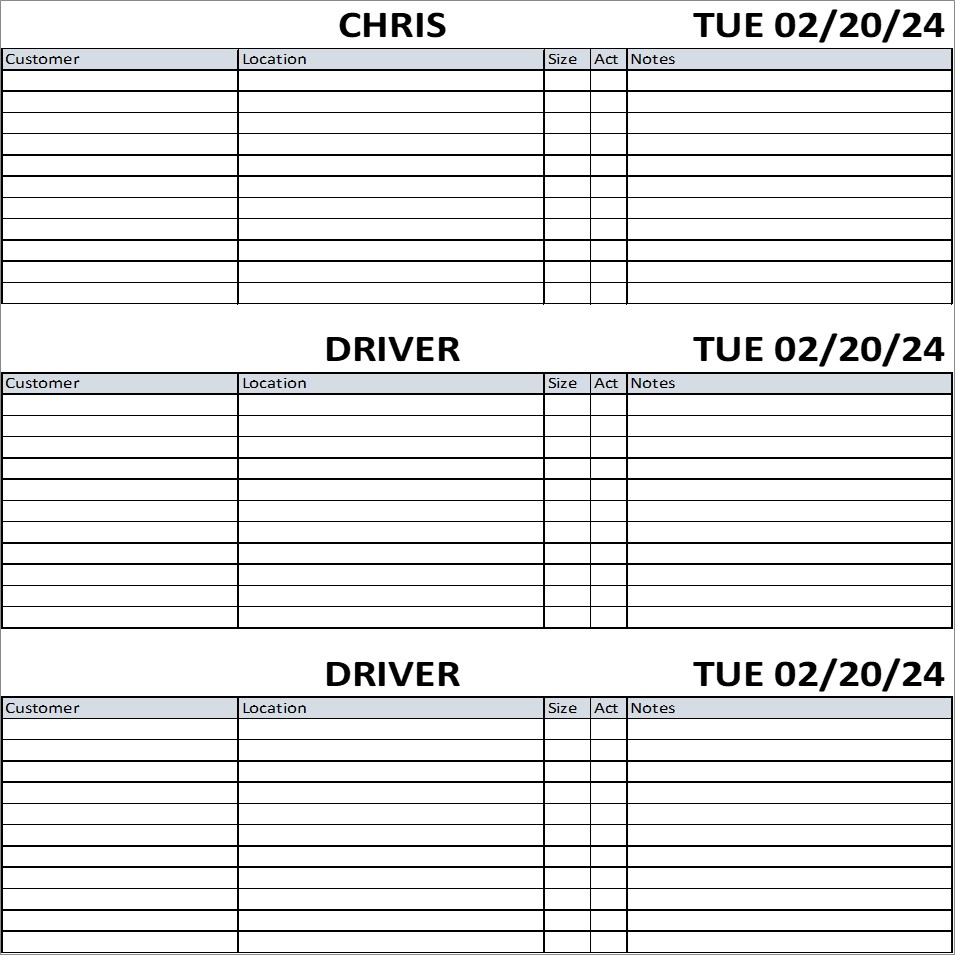 CHRIS TUE 02/20/24
Customer Location Size Act Notes
DRIVER TUE 02/20/24
Customer Location Size Act Notes
DRIVER TUE 02/20/24
Customer Location Size Act Notes